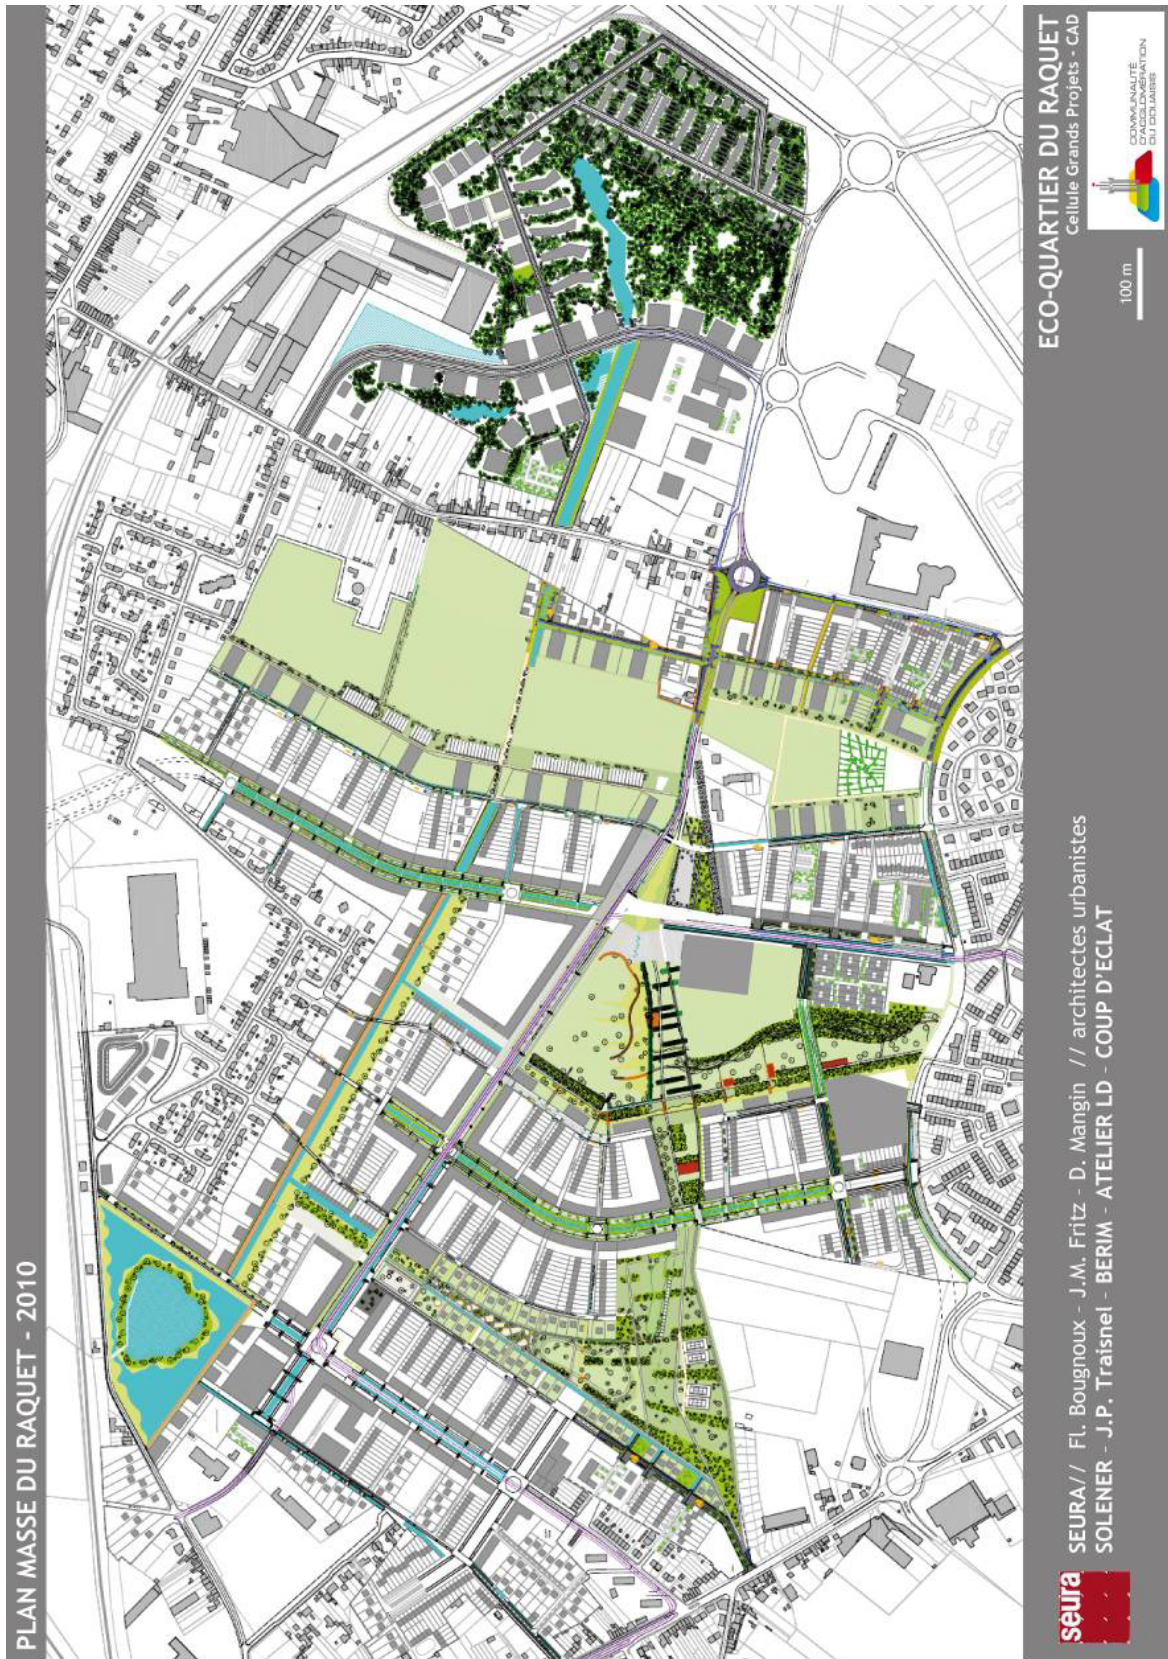 PLAN MASSE DU RAQUET - 2010
ECO-QUARTIER DU RAQUET
Cellule Grands Projets - CAD
COMMUNAUTÉ
D'AGGLOMÉRATION
DU DOUAISIS
100 m
seura
SEURA// Fl. Bougnoux - J.M. Fritz - D. Mangin // architectes urbanistes
SOLENER - J.P. Traisnel - BERIM - ATELIER LD - COUP D'ECLAT